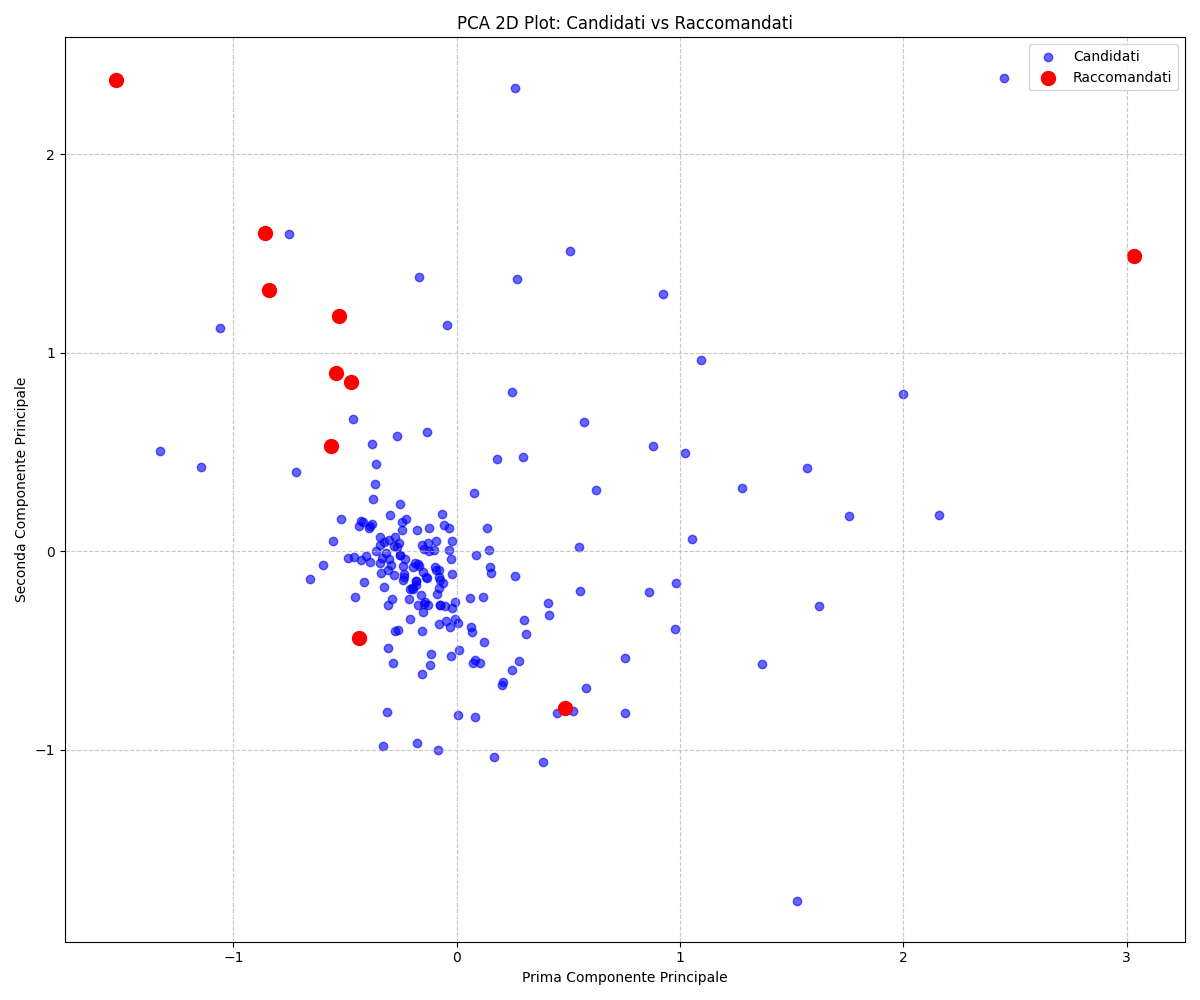 PCA 2D Plot: Candidati vs Raccomandati
Candidati
Raccomandati
Seconda Componente Principale
2
1
0
−1
−1
0
1
2
3
Prima Componente Principale